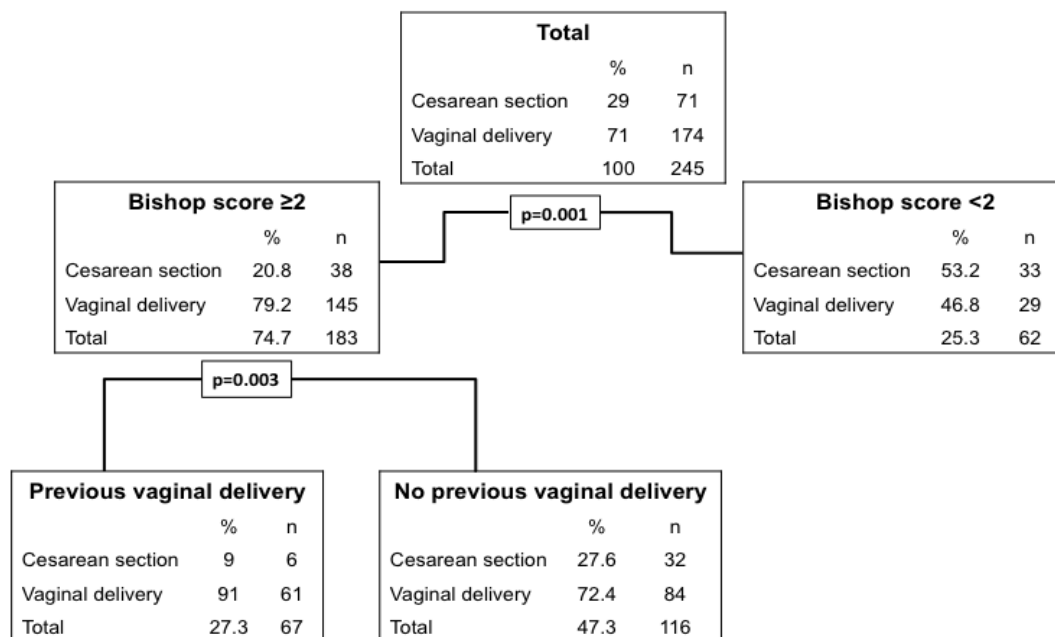 Total
% n
Cesarean section 29 71
Vaginal delivery 71 174
Total 100 245
Bishop score ≥2
% n
Cesarean section 20.8 38
Vaginal delivery 79.2 145
Total 74.7 183
p=0.001
Bishop score <2
% n
Cesarean section 53.2 33
Vaginal delivery 46.8 29
Total 25.3 62
p=0.003
Previous vaginal delivery
% n
Cesarean section 9 6
Vaginal delivery 91 61
Total 27.3 67
No previous vaginal delivery
% n
Cesarean section 27.6 32
Vaginal delivery 72.4 84
Total 47.3 116